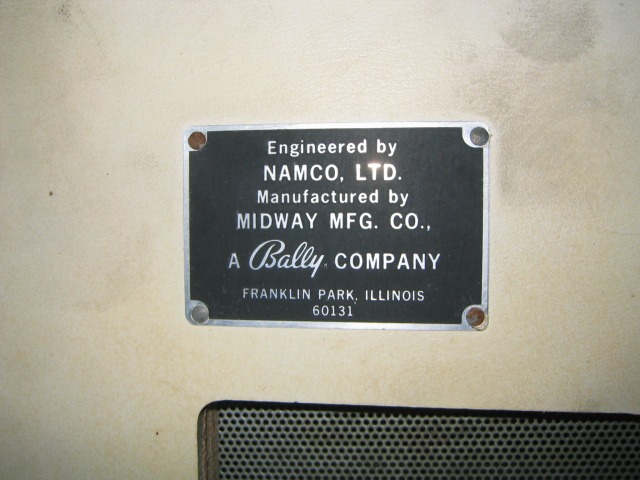 Engineered by
NAMCO, LTD.
Manufactured by
MIDWAY MFG. CO.,
A Bally COMPANY
FRANKLIN PARK, ILLINOIS
60131